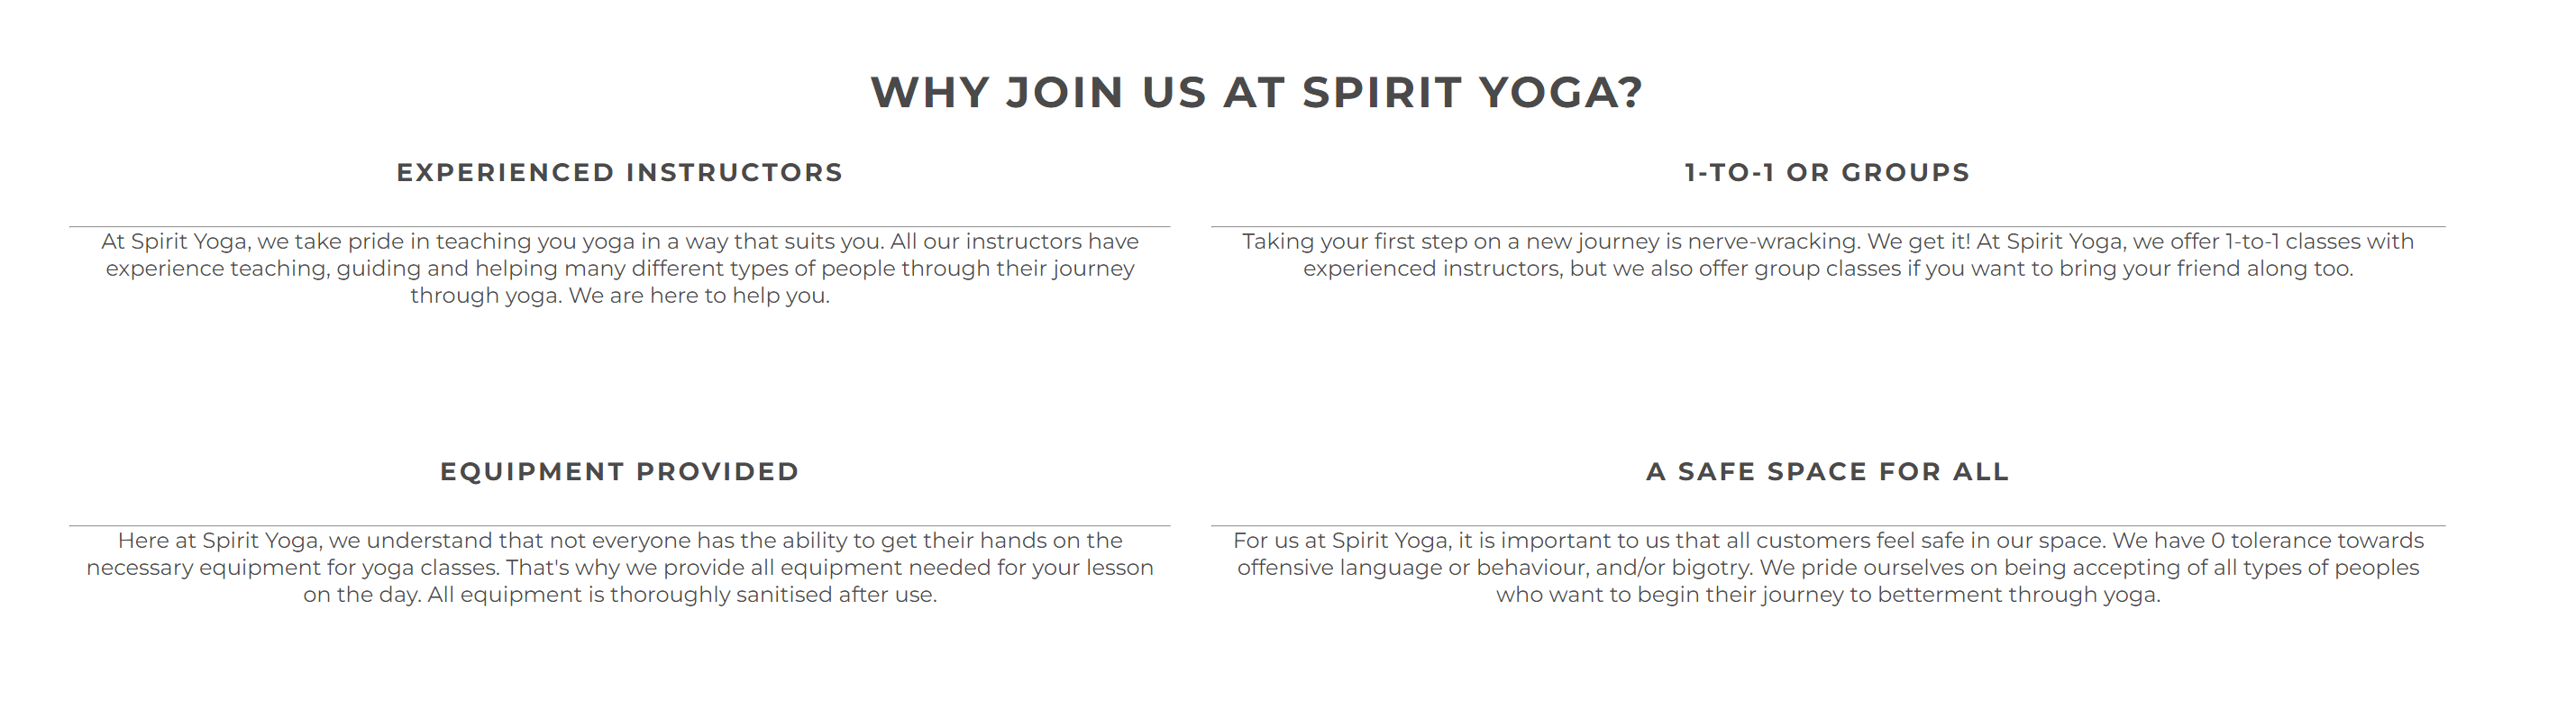 WHY JOIN US AT SPIRIT YOGA?
EXPERIENCED INSTRUCTORS
At Spirit Yoga, we take pride in teaching you yoga in a way that suits you. All our instructors have
experience teaching, guiding and helping many different types of people through their journey
through yoga. We are here to help you.
1-TO-1 OR GROUPS
Taking your first step on a new journey is nerve-wracking. We get it! At Spirit Yoga, we offer 1-to-1 classes with
experienced instructors, but we also offer group classes if you want to bring your friend along too.
EQUIPMENT PROVIDED
Here at Spirit Yoga, we understand that not everyone has the ability to get their hands on the
necessary equipment for yoga classes. That's why we provide all equipment needed for your lesson
on the day. All equipment is thoroughly sanitised after use.
A SAFE SPACE FOR ALL
For us at Spirit Yoga, it is important to us that all customers feel safe in our space. We have 0 tolerance towards
offensive language or behaviour, and/or bigotry. We pride ourselves on being accepting of all types of peoples
who want to begin their journey to betterment through yoga.